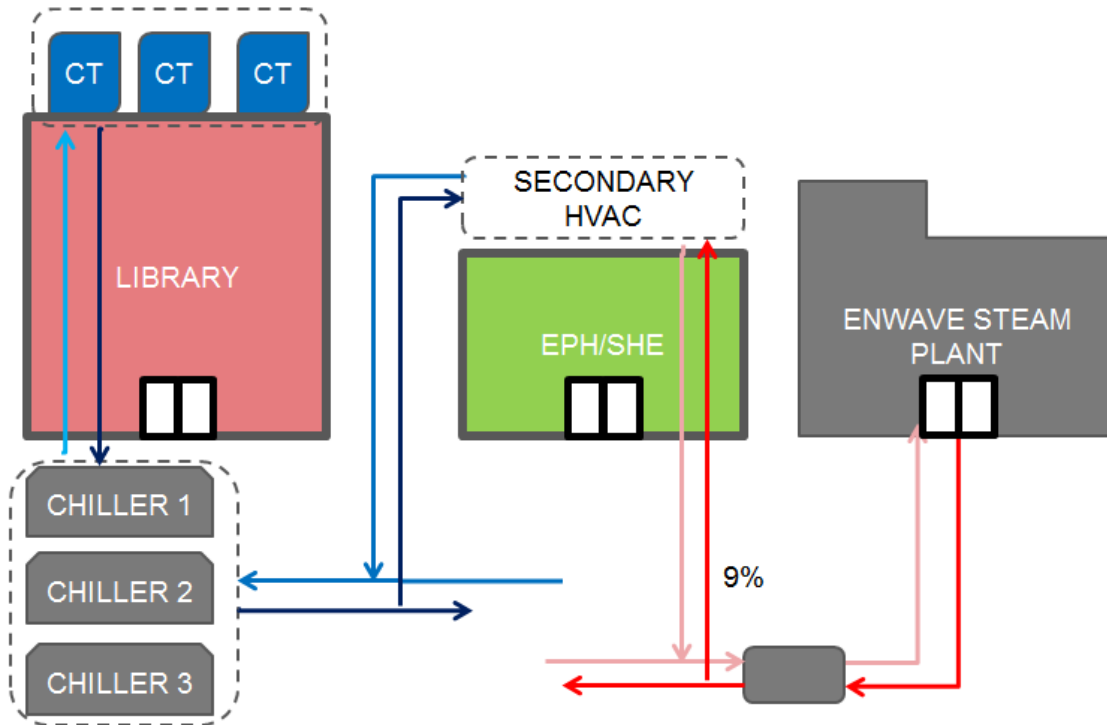 CT CT CT
SECONDARY
HVAC
LIBRARY
ENWAVE STEAM
PLANT
EPH/SHE
CHILLER 1
CHILLER 2
9%
CHILLER 3